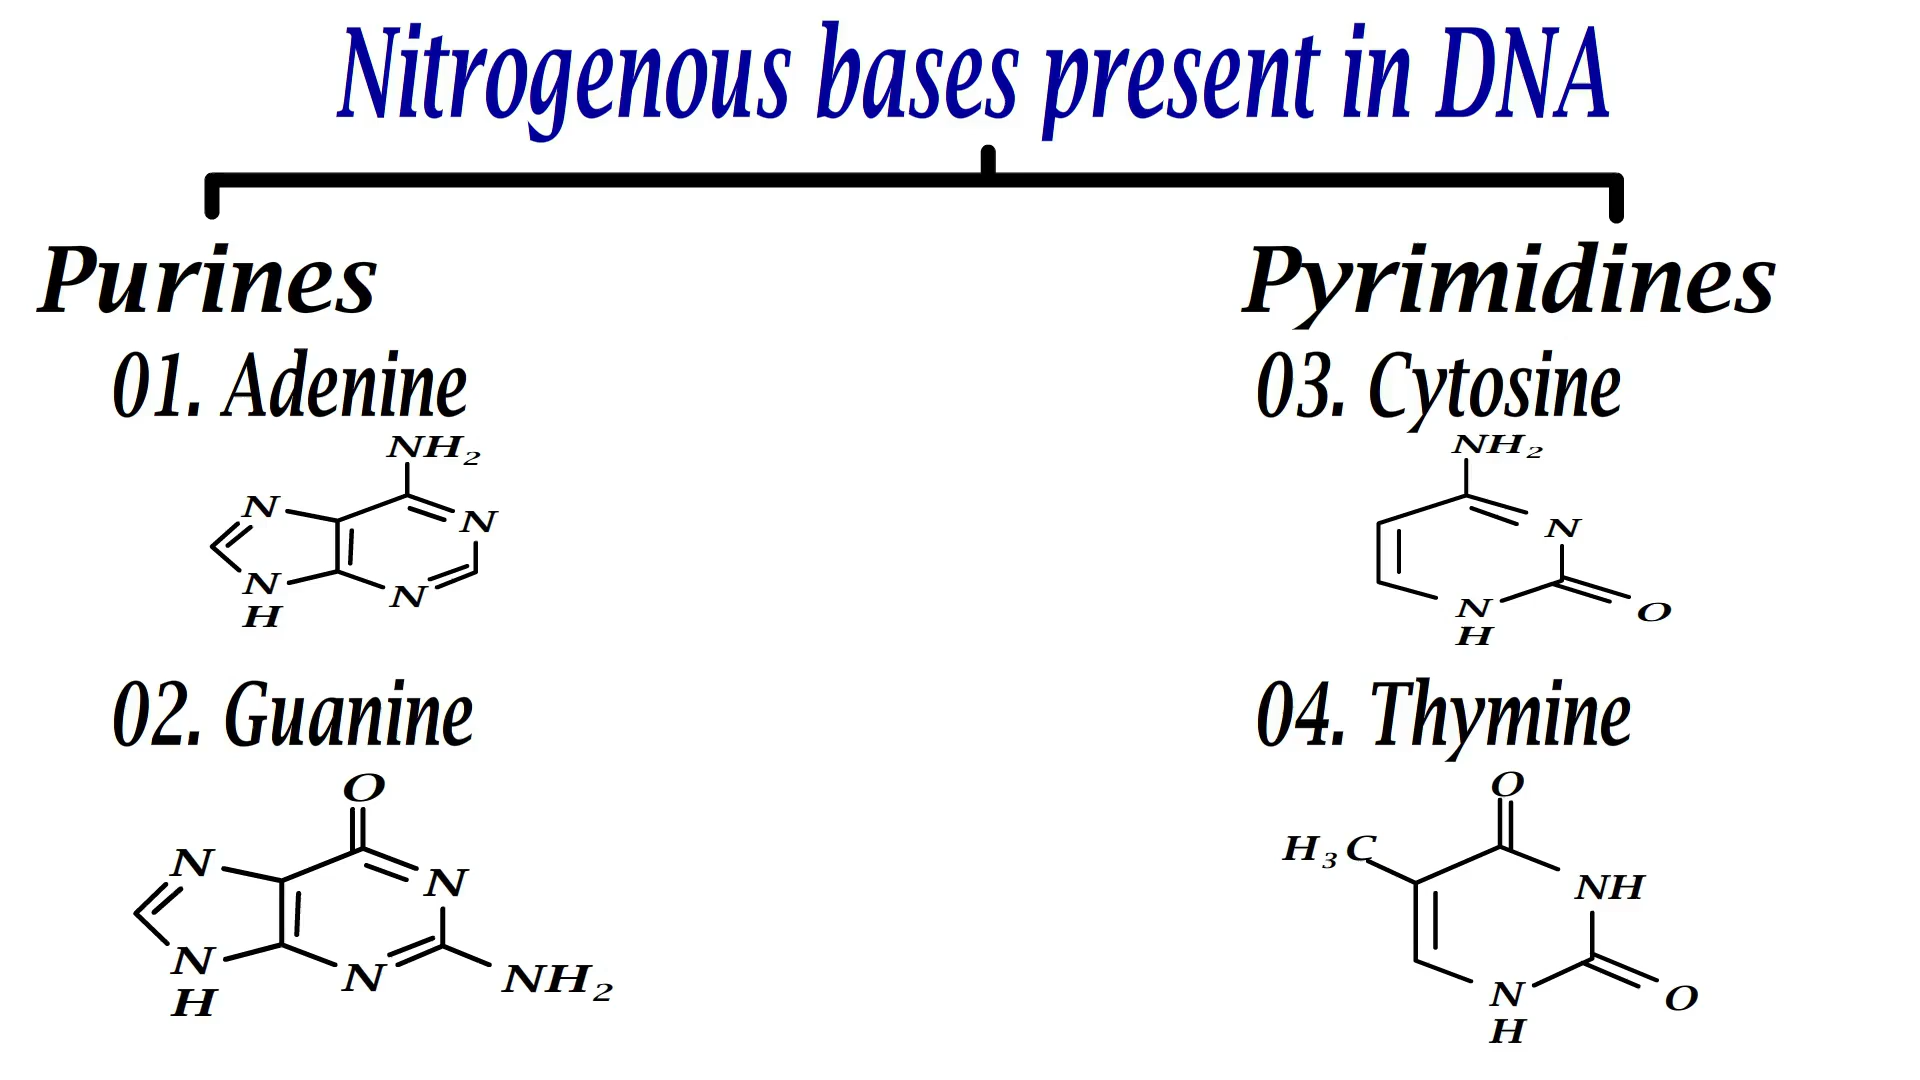 Nitrogenous bases present in DNA
Purines
01. Adenine
NH₂
N
N
N
N
H
02. Guanine
O
N
N
N
N
NH₂
H
Pyrimidines
03. Cytosine
NH₂
N
N
O
H
04. Thymine
O
H₃C
NH
N
O
H